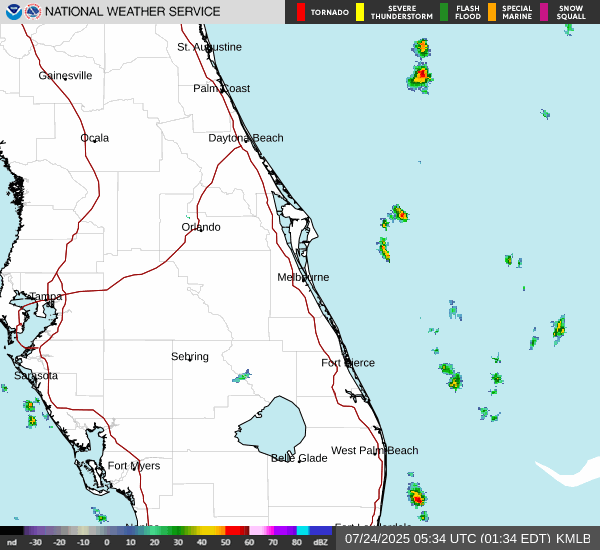 NATIONAL WEATHER SERVICE
TORNADO
SEVERE THUNDERSTORM
FLASH FLOOD
SPECIAL MARINE
SNOW SQUALL
St. Augustine
Gainesville
Palm Coast
Ocala
Daytona Beach
Orlando
Melbourne
Tampa
Sebring
Fort Pierce
Sarasota
West Palm Beach
Belle Glade
Fort Myers
nd -30 -20 -10 0 10 20 30 40 50 60 70 80 dBZ
07/24/2025 05:34 UTC (01:34 EDT) KMLB